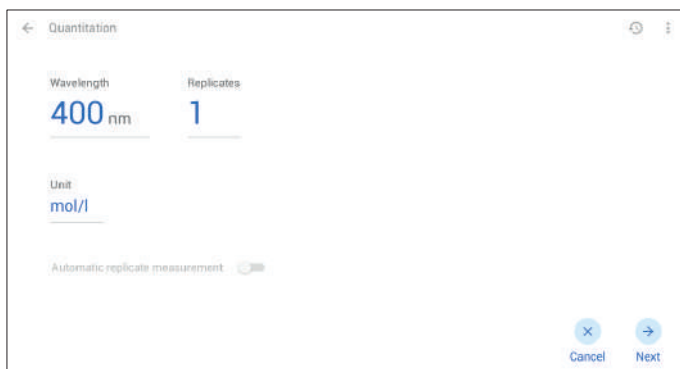 Quantitation
Wavelength Replicates
400 nm 1
Unit
mol/l
Automatic replicate measurement
Cancel Next